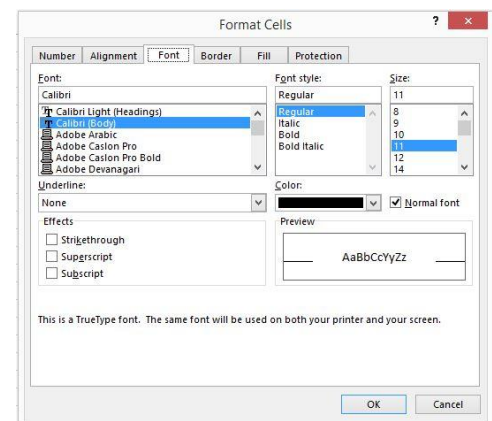 Format Cells
?
Number Alignment Font Border Fill Protection
Font: Font style: Size:
Calibri Regular 11
Calibri Light (Headings) Regular 8
Calibri (Body) Italic 9
Adobe Arabic Bold 10
Adobe Caslon Pro Bold Italic 11
Adobe Caslon Pro Bold 12
Adobe Devanagari 14
Underline: Color:
None Normal font
Effects Preview
Strikethrough
Superscript AaBbCcYyZz
Subscript
This is a TrueType font. The same font will be used on both your printer and your screen.
OK Cancel